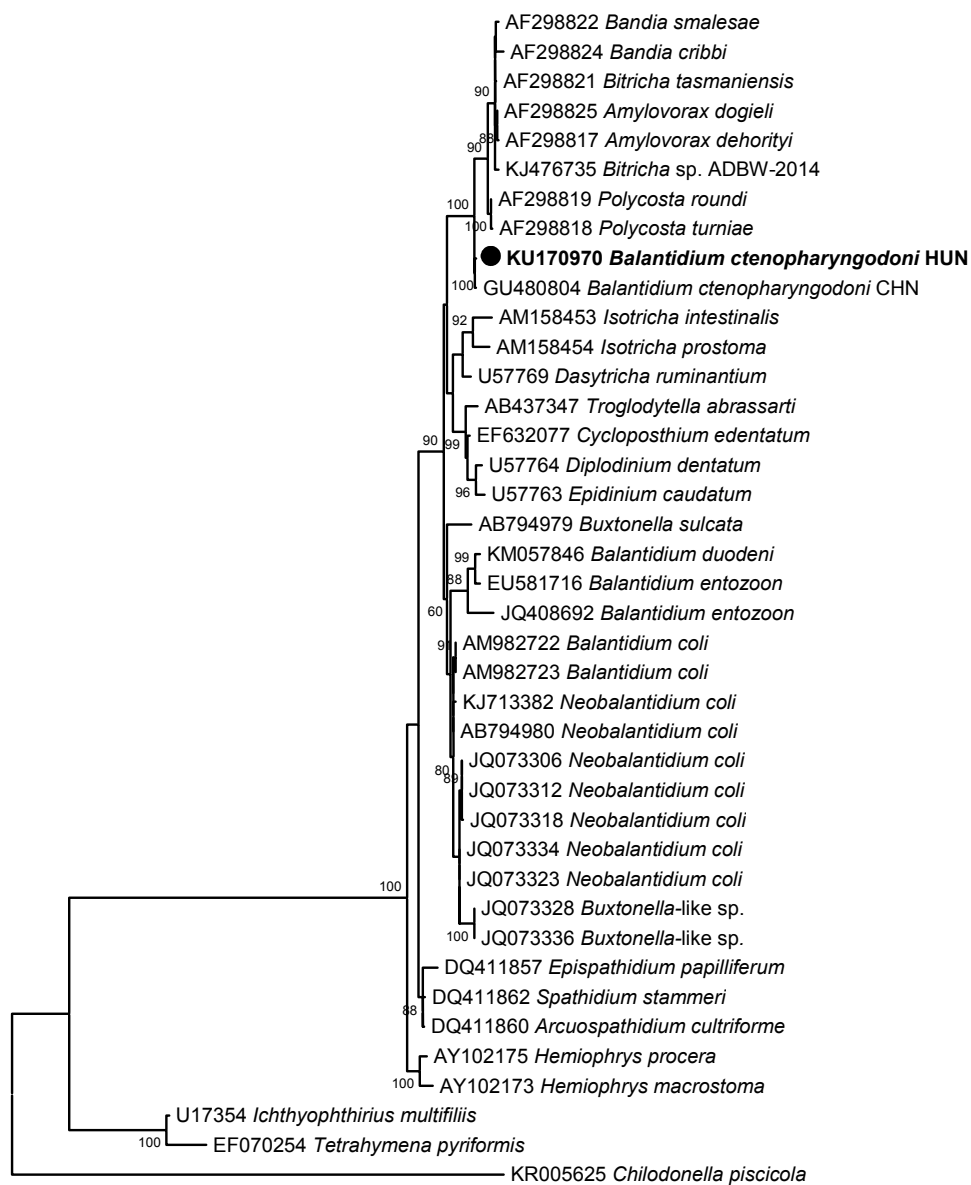 AF298822 Bandia smalesae
AF298824 Bandia cribbi
AF298821 Bitricha tasmaniensis
90
AF298825 Amylovorax dogieli
AF298817 Amylovorax dehorityi
88
90
KJ476735 Bitricha sp. ADBW-2014
AF298819 Polycosta roundi
100
AF298818 Polycosta turniae
100
KU170970 Balantidium ctenopharyngodoni HUN
GU480804 Balantidium ctenopharyngodoni CHN
100
AM158453 Isotricha intestinalis
92
AM158454 Isotricha prostoma
U57769 Dasytricha ruminantium
AB437347 Troglodytella abrassarti
EF632077 Cycloposthium edentatum
90
99
U57764 Diplodinium dentatum
U57763 Epidinium caudatum
96
AB794979 Buxtonella sulcata
KM057846 Balantidium duodeni
99
EU581716 Balantidium entozoon
88
JQ408692 Balantidium entozoon
60
AM982722 Balantidium coli
AM982723 Balantidium coli
KJ713382 Neobalantidium coli
AB794980 Neobalantidium coli
JQ073306 Neobalantidium coli
80
89
JQ073312 Neobalantidium coli
JQ073318 Neobalantidium coli
JQ073334 Neobalantidium coli
JQ073323 Neobalantidium coli
100
JQ073328 Buxtonella-like sp.
JQ073336 Buxtonella-like sp.
100
DQ411857 Epispathidium papilliferum
DQ411862 Spathidium stammeri
88
DQ411860 Arcuospathidium cultriforme
AY102175 Hemiophrys procera
AY102173 Hemiophrys macrostoma
100
U17354 Ichthyophthirius multifiliis
EF070254 Tetrahymena pyriformis
100
KR005625 Chilodonella piscicola